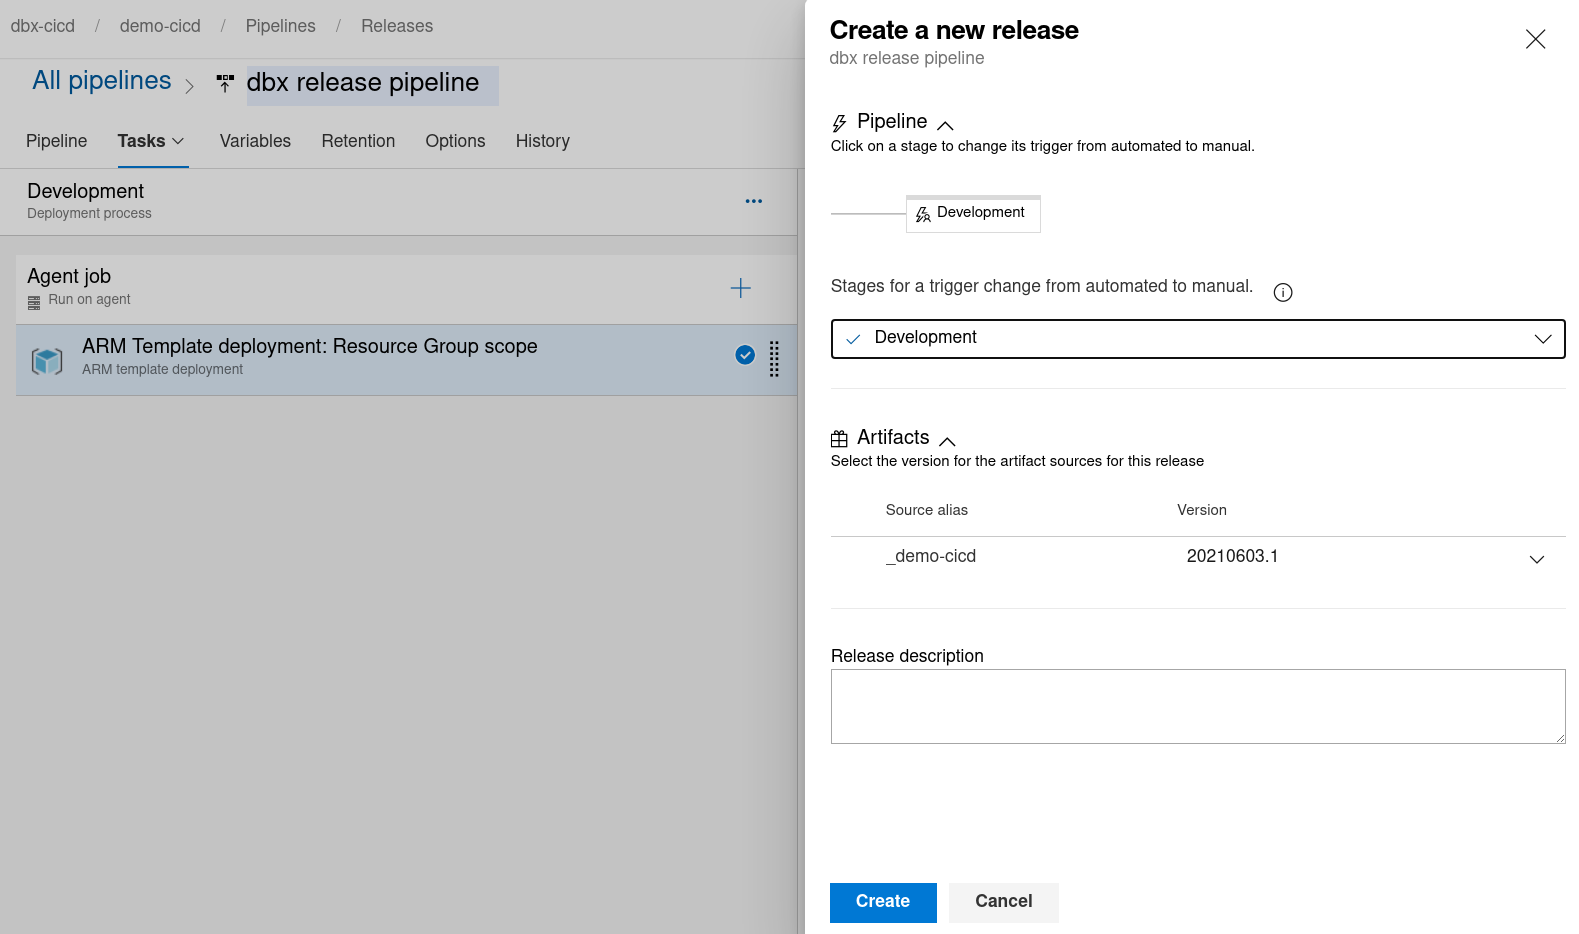 dbx-cicd / demo-cicd / Pipelines / Releases
All pipelines > dbx release pipeline
Pipeline Tasks Variables Retention Options History
Development
Deployment process
Agent job
Run on agent
ARM Template deployment: Resource Group scope
ARM template deployment
Create a new release
dbx release pipeline
Pipeline
Click on a stage to change its trigger from automated to manual.
Development
Stages for a trigger change from automated to manual.
Development
Artifacts
Select the version for the artifact sources for this release
Source alias Version
_demo-cicd 20210603.1
Release description
Create Cancel